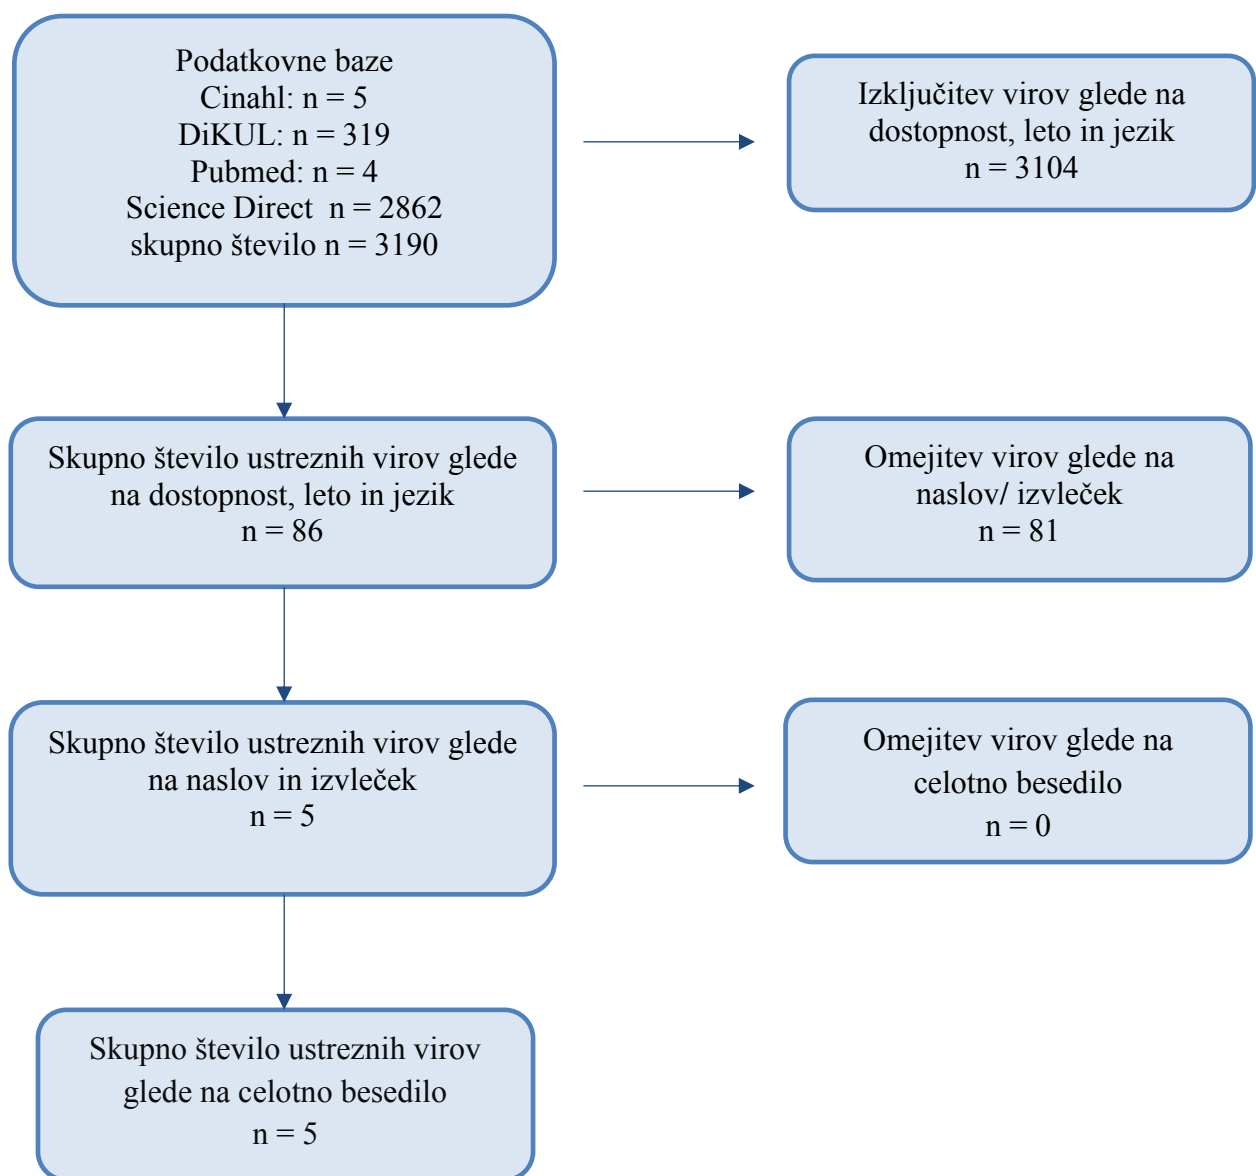 Podatkovne baze
Cinahl: n = 5
DiKUL: n = 319
Pubmed: n = 4
Science Direct  n = 2862
skupno število n = 3190
Izključitev virov glede na
dostopnost, leto in jezik
n = 3104
Skupno število ustreznih virov glede
na dostopnost, leto in jezik
n = 86
Omejitev virov glede na
naslov/ izvleček
n = 81
Skupno število ustreznih virov glede
na naslov in izvleček
n = 5
Omejitev virov glede na
celotno besedilo
n = 0
Skupno število ustreznih virov
glede na celotno besedilo
n = 5